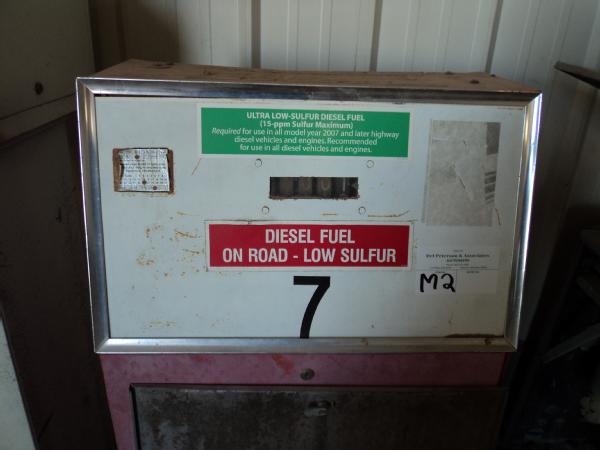 ULTRA LOW-SULFUR DIESEL FUEL
(15-ppm Sulfur Maximum)
Required for use in all model year 2007 and later highway
diesel vehicles and engines. Recommended
for use in all diesel vehicles and engines.
DIESEL FUEL
ON ROAD - LOW SULFUR
7
Peterson & Associates
M2